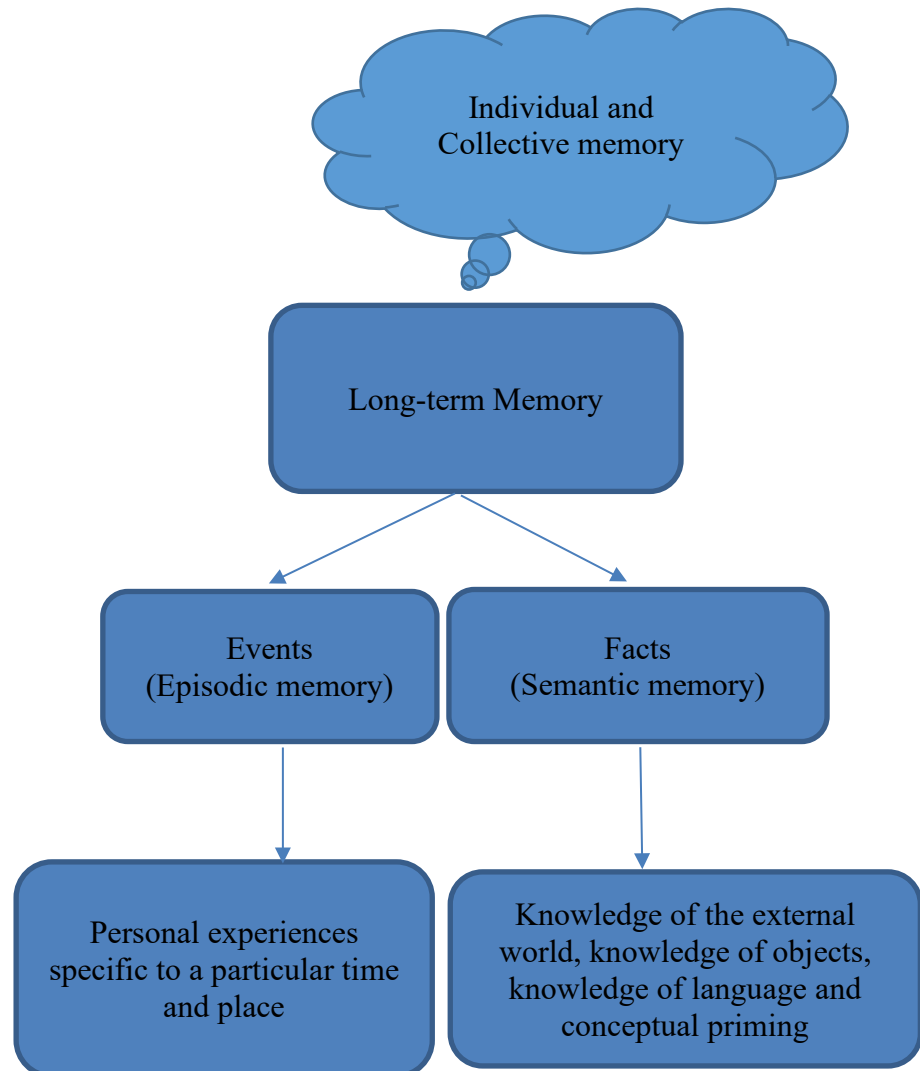 Individual and
Collective memory
Long-term Memory
Events
(Episodic memory)
Facts
(Semantic memory)
Personal experiences
specific to a particular time
and place
Knowledge of the external
world, knowledge of objects,
knowledge of language and
conceptual priming